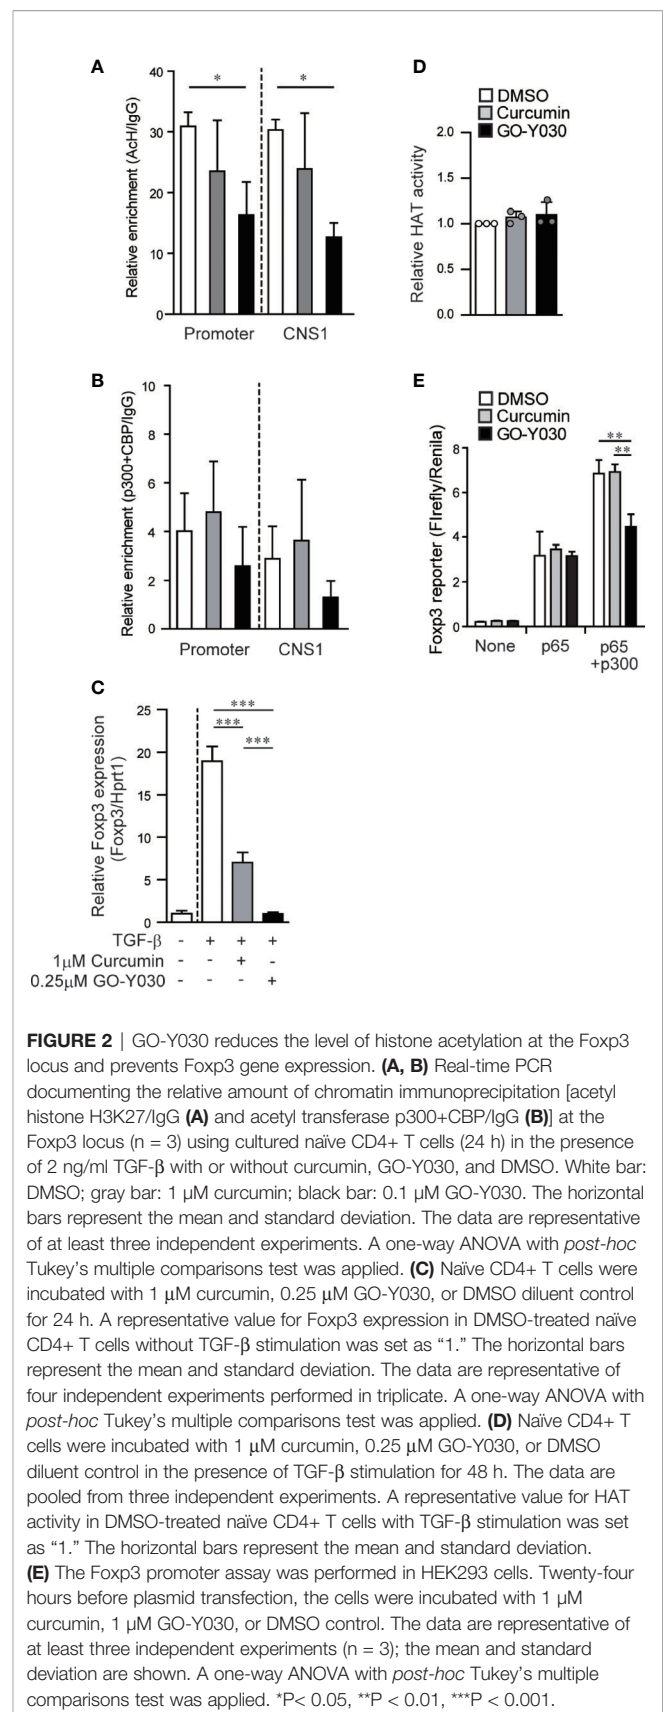 A
Relative enrichment (AcH/IgG)
40
30
20
10
0
*
*
Promoter
CNS1
B
Relative enrichment (p300+CBP/IgG)
10
8
6
4
2
0
Promoter
CNS1
C
Relative Foxp3 expression
(Foxp3/Hprt1)
25
20
15
10
5
0
***
***
***
TGF-β - + + +
1μM Curcumin - - + -
0.25μM GO-Y030 - - - +
D
DMSO
Curcumin
GO-Y030
Relative HAT activity
2.0
1.5
1.0
0.5
0.0
E
DMSO
Curcumin
GO-Y030
Foxp3 reporter (FIrefly/Renila)
8
6
4
2
0
**
**
None
p65
p65
+p300
FIGURE 2 | GO-Y030 reduces the level of histone acetylation at the Foxp3
locus and prevents Foxp3 gene expression. (A, B) Real-time PCR
documenting the relative amount of chromatin immunoprecipitation [acetyl
histone H3K27/IgG (A) and acetyl transferase p300+CBP/IgG (B)] at the
Foxp3 locus (n = 3) using cultured naïve CD4+ T cells (24 h) in the presence
of 2 ng/ml TGF-β with or without curcumin, GO-Y030, and DMSO. White bar:
DMSO; gray bar: 1 μM curcumin; black bar: 0.1 μM GO-Y030. The horizontal
bars represent the mean and standard deviation. The data are representative
of at least three independent experiments. A one-way ANOVA with post-hoc
Tukey's multiple comparisons test was applied. (C) Naïve CD4+ T cells were
incubated with 1 μM curcumin, 0.25 μM GO-Y030, or DMSO diluent control
for 24 h. A representative value for Foxp3 expression in DMSO-treated naïve
CD4+ T cells without TGF-β stimulation was set as “1.” The horizontal bars
represent the mean and standard deviation. The data are representative of
four independent experiments performed in triplicate. A one-way ANOVA with
post-hoc Tukey's multiple comparisons test was applied. (D) Naïve CD4+ T
cells were incubated with 1 μM curcumin, 0.25 μM GO-Y030, or DMSO
diluent control in the presence of TGF-β stimulation for 48 h. The data are
pooled from three independent experiments. A representative value for HAT
activity in DMSO-treated naïve CD4+ T cells with TGF-β stimulation was set
as “1.” The horizontal bars represent the mean and standard deviation.
(E) The Foxp3 promoter assay was performed in HEK293 cells. Twenty-four
hours before plasmid transfection, the cells were incubated with 1 μM
curcumin, 1 μM GO-Y030, or DMSO control. The data are representative of
at least three independent experiments (n = 3); the mean and standard
deviation are shown. A one-way ANOVA with post-hoc Tukey's multiple
comparisons test was applied. *P< 0.05, **P < 0.01, ***P < 0.001.